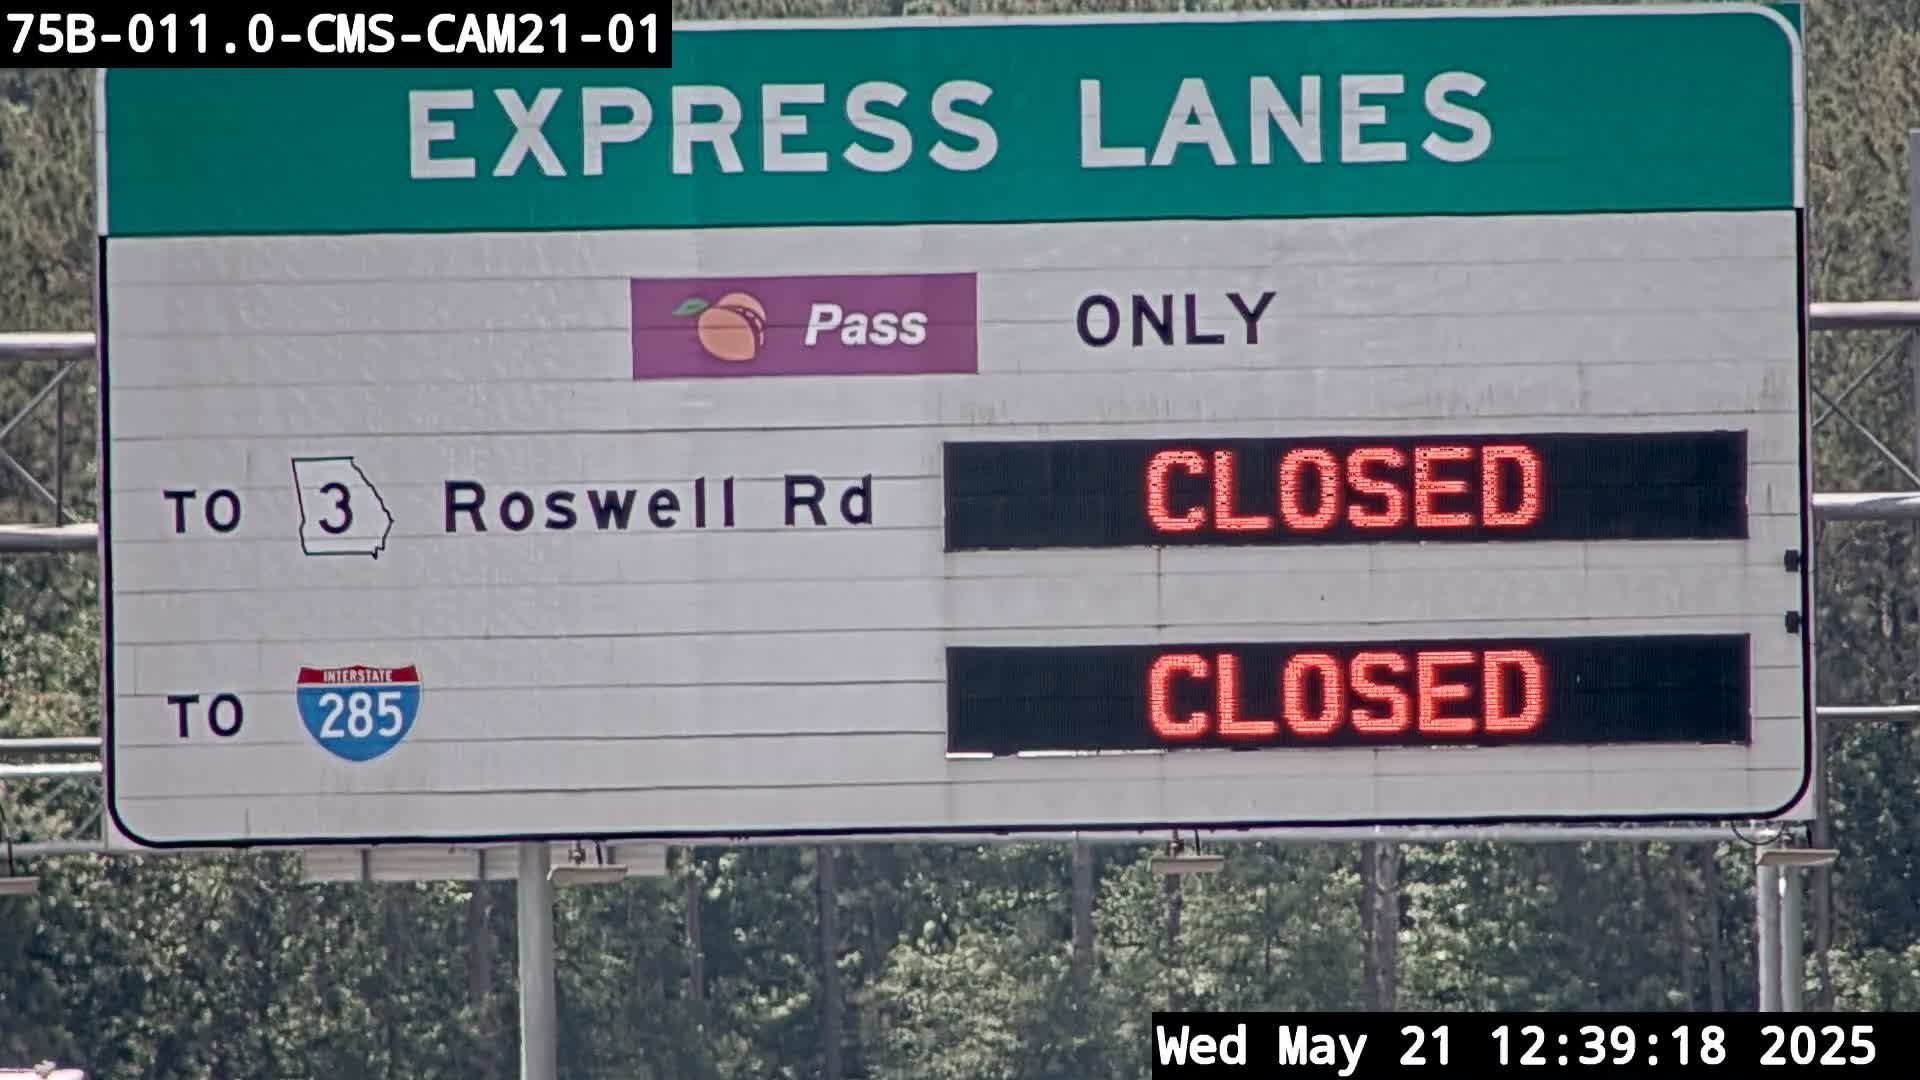 75B-011.0-CMS-CAM21-01
EXPRESS LANES
Pass ONLY
TO 3 Roswell Rd CLOSED
INTERSTATE
TO 285 CLOSED
Wed May 21 12:39:18 2025